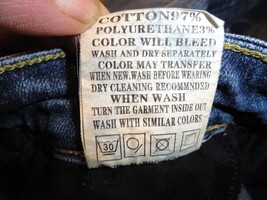 COTTON97%
POLYURETHANE3%
COLOR WILL BLEED
WASH AND DRY SEPARATELY
COLOR MAY TRANSFER
WHEN NEW.WASH BEFORE WEARING
DRY CLEANING RECOMMNDED
WHEN WASH
TURN THE GARMENT INSIDE OUT
WASH WITH SIMILAR COLORS
30